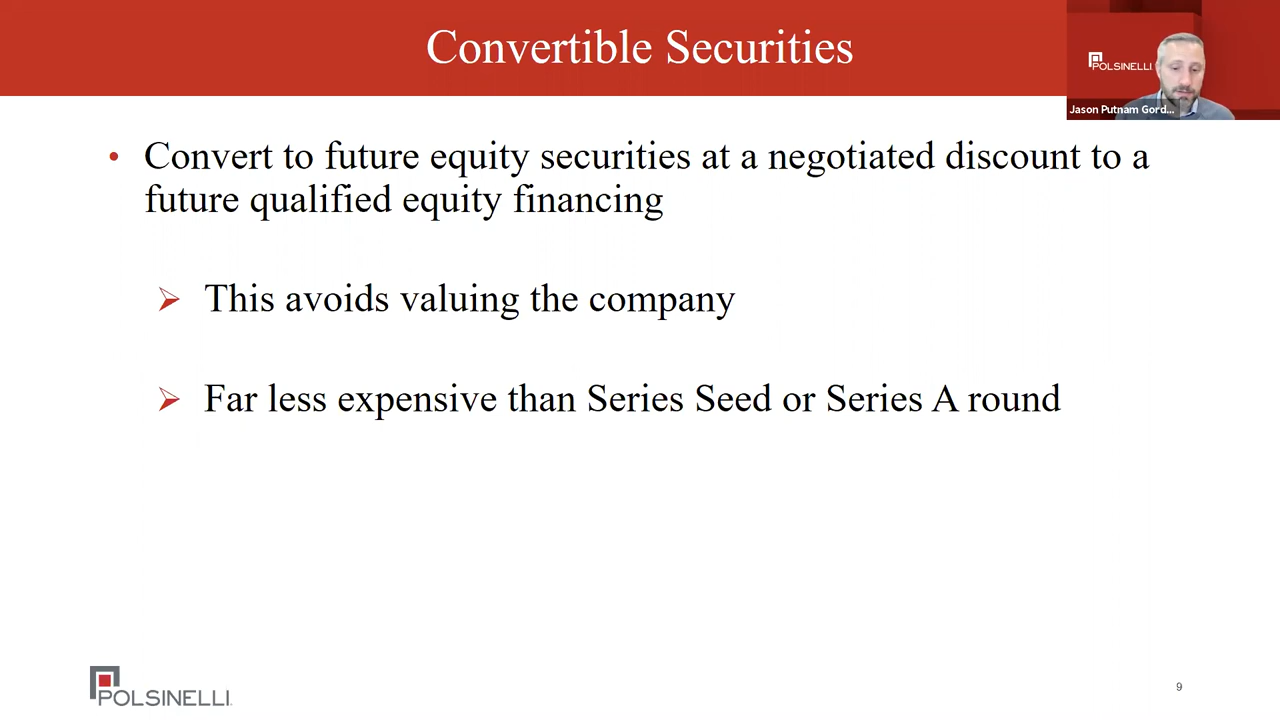 Convertible Securities
POLSINELLI
Jason Putnam Gord...
• Convert to future equity securities at a negotiated discount to a
future qualified equity financing
➢ This avoids valuing the company
➢ Far less expensive than Series Seed or Series A round
POLSINELLI
9